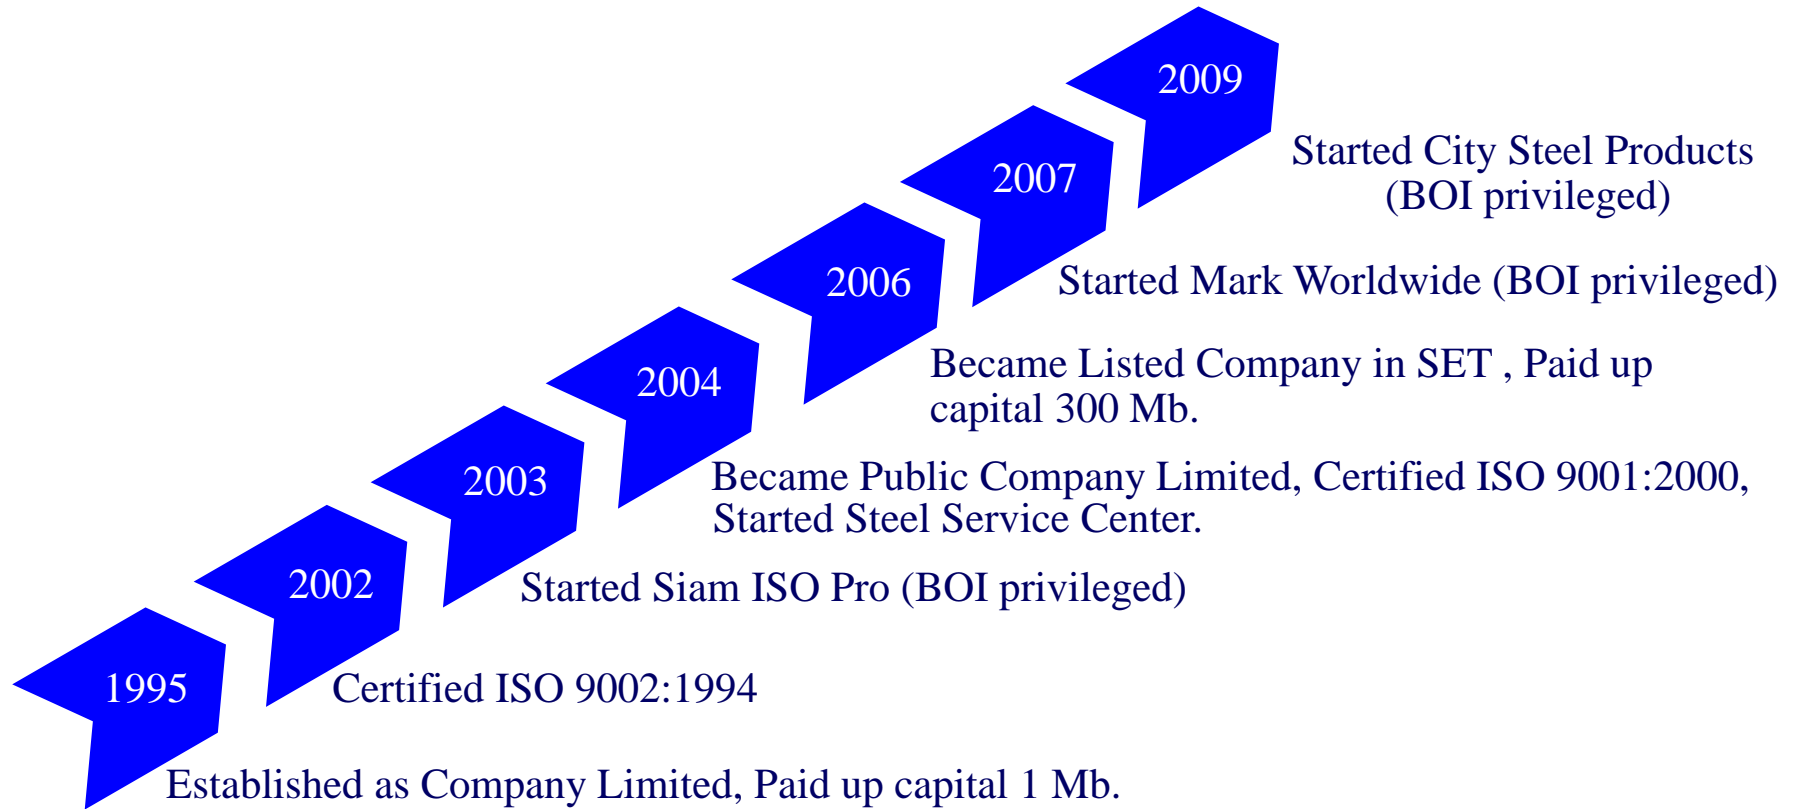 2009
Started City Steel Products
(BOI privileged)
2007
Started Mark Worldwide (BOI privileged)
2006
Became Listed Company in SET , Paid up
capital 300 Mb.
2004
Became Public Company Limited, Certified ISO 9001:2000,
Started Steel Service Center.
2003
Started Siam ISO Pro (BOI privileged)
2002
Certified ISO 9002:1994
1995
Established as Company Limited, Paid up capital 1 Mb.